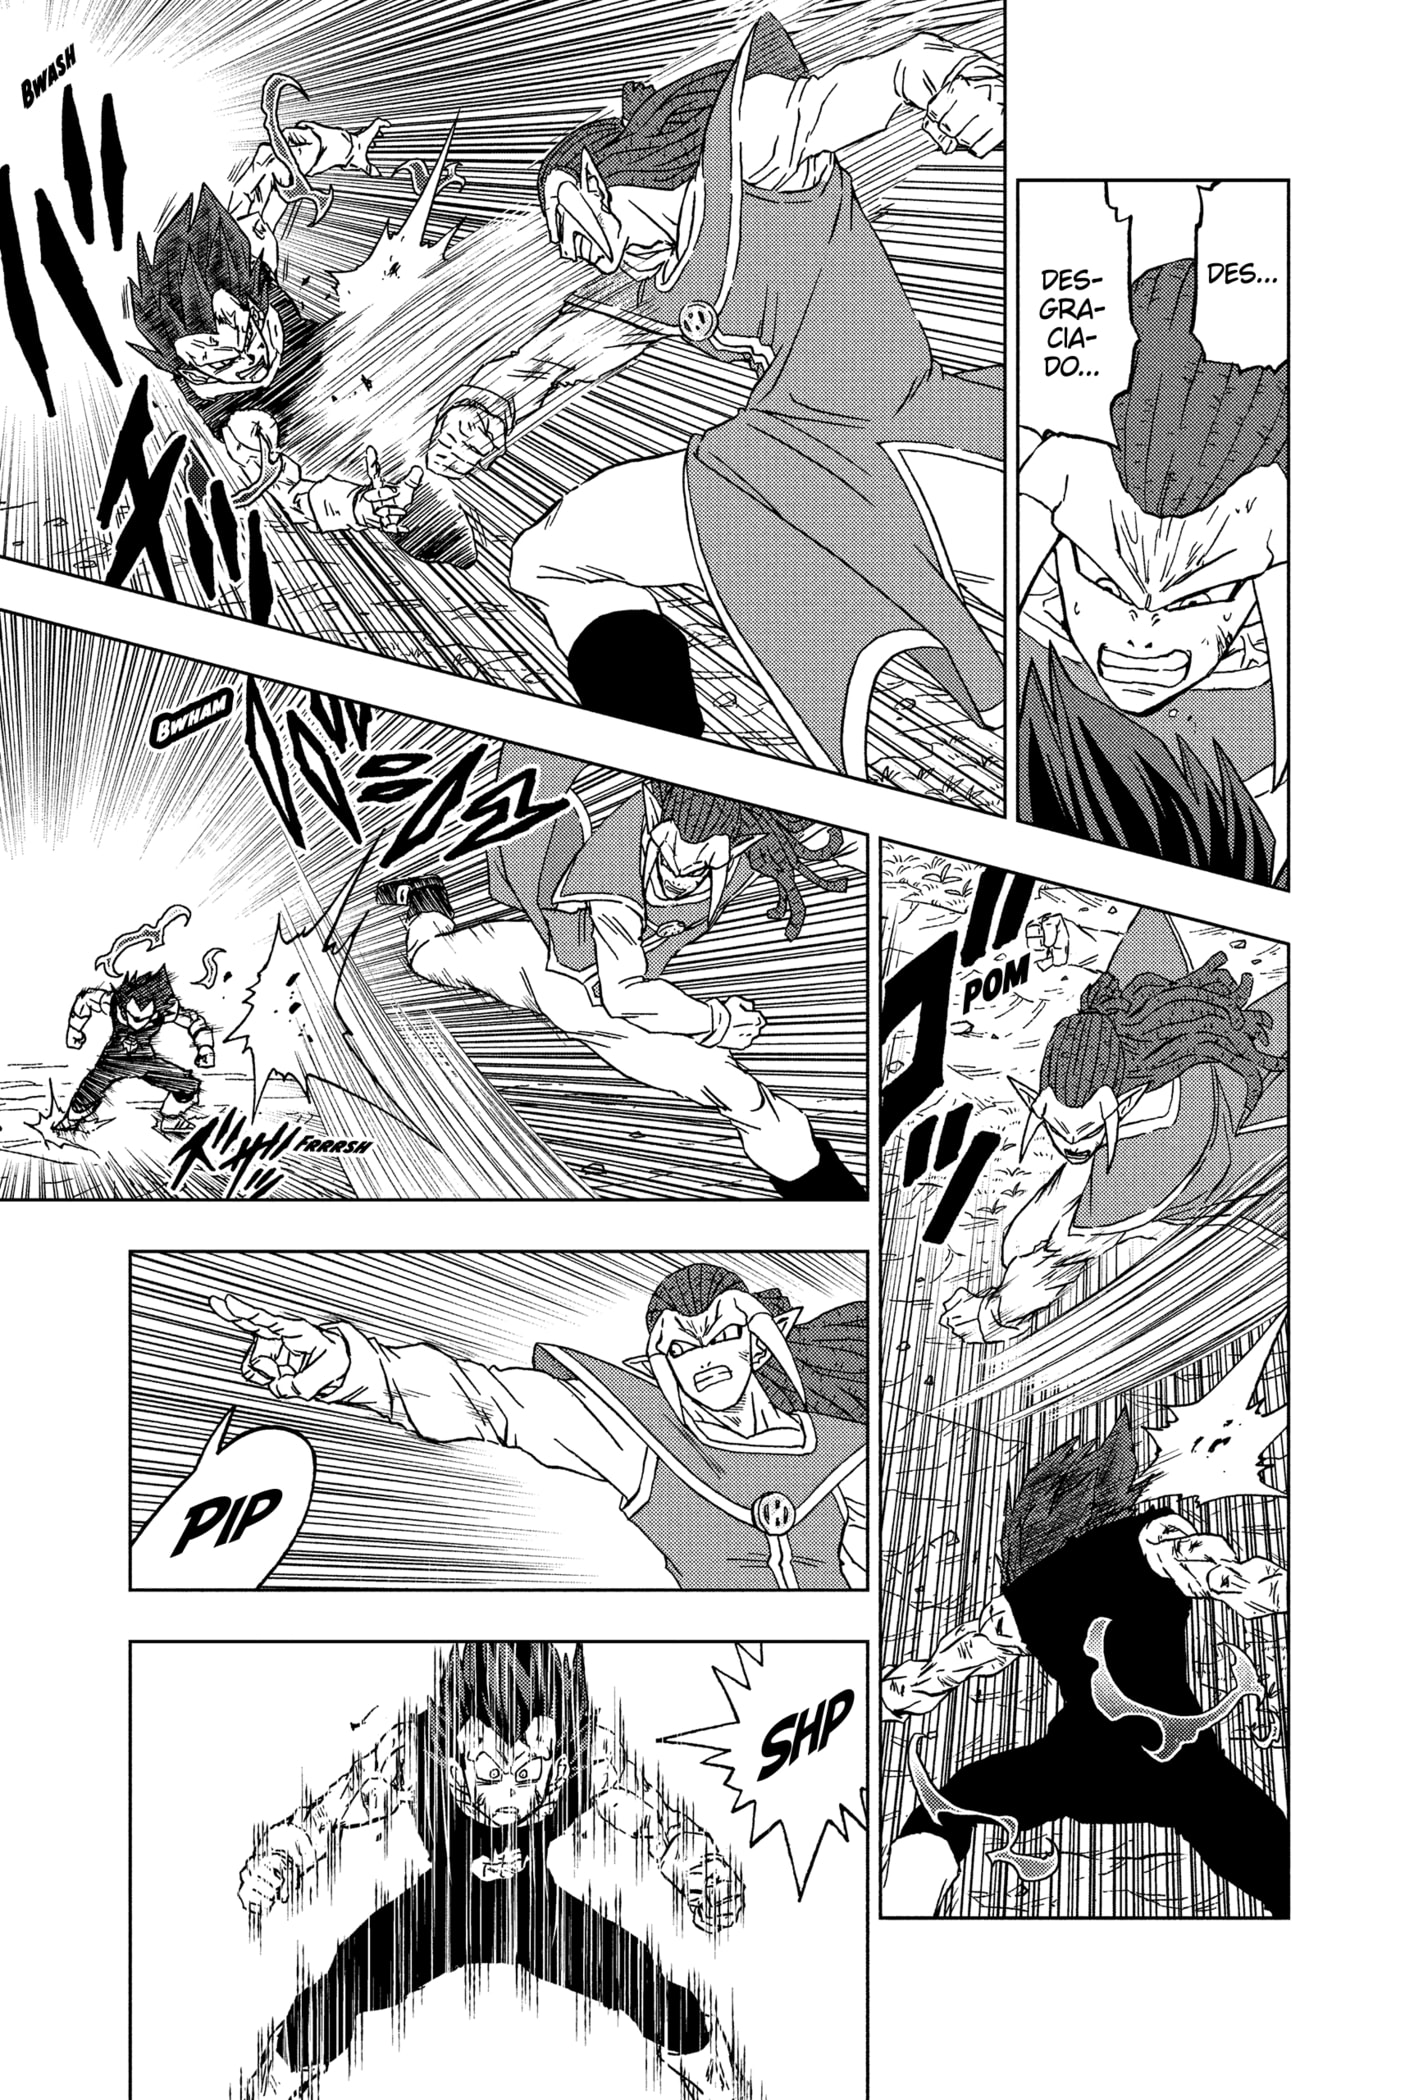 DES...
DES-
GRA-
CIA-
DO...
BWASH
POM
BWHAM
FRRRSH
PIP
SHP